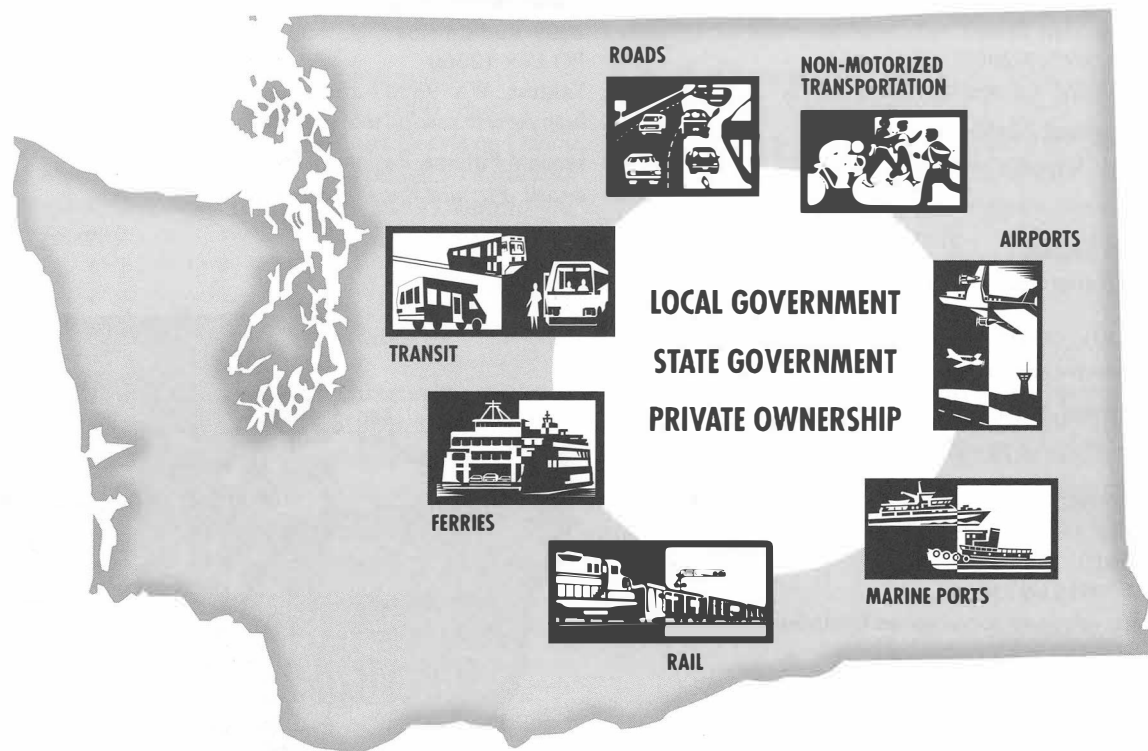 ROADS
NON-MOTORIZED
TRANSPORTATION
AIRPORTS
TRANSIT
LOCAL GOVERNMENT
STATE GOVERNMENT
PRIVATE OWNERSHIP
FERRIES
MARINE PORTS
RAIL